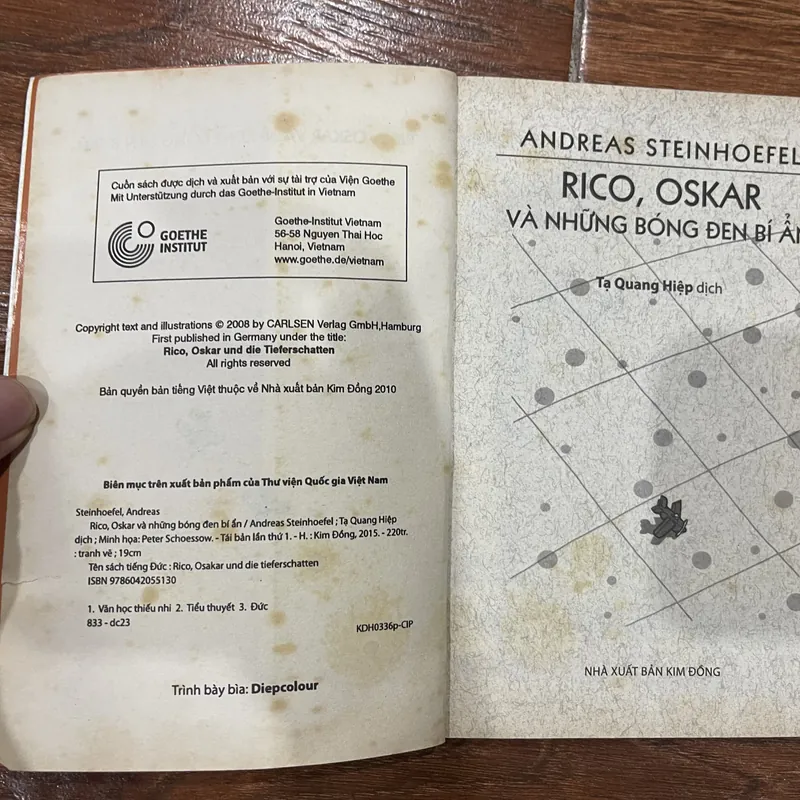 Cuốn sách được dịch và xuất bản với sự tài trợ của Viện Goethe
Mit Unterstützung durch das Goethe-Institut in Vietnam
GOETHE
INSTITUT
Goethe-Institut Vietnam
56-58 Nguyen Thai Hoc
Hanoi, Vietnam
www.goethe.de/vietnam
Copyright text and illustrations © 2008 by CARLSEN Verlag GmbH,Hamburg
First published in Germany under the title:
Rico, Oskar und die Tieferschatten
All rights reserved
Bản quyền bản tiếng Việt thuộc về Nhà xuất bản Kim Đồng 2010
Biên mục trên xuất bản phẩm của Thư viện Quốc gia Việt Nam
Steinhoefel, Andreas
Rico, Oskar và những bóng đen bí ẩn / Andreas Steinhoefel ; Tạ Quang Hiệp
dịch ; Minh họa: Peter Schoessow. - Tái bản lần thứ 1. - H. : Kim Đồng, 2015. - 220tr.
: tranh vẽ ; 19cm
Tên sách tiếng Đức : Rico, Osakar und die tieferschatten
ISBN 9786042055130
1. Văn học thiếu nhi 2. Tiểu thuyết 3. Đức
833 - dc23
KDH0336p-CIP
Trình bày bìa: Diepcolour
ANDREAS STEINHOEFEL
RICO, OSKAR
VÀ NHỮNG BÓNG ĐEN BÍ ẨN
Tạ Quang Hiệp dịch
NHÀ XUẤT BẢN KIM ĐỒNG